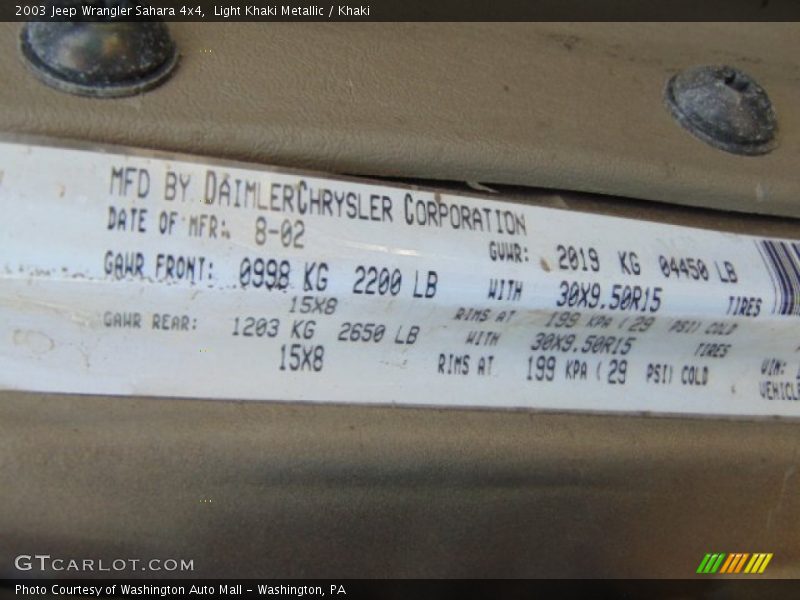 2003 Jeep Wrangler Sahara 4x4, Light Khaki Metallic / Khaki
MFD BY DAIMLERCHRYSLER CORPORATION
DATE OF MFR: 8-02 GVWR: 2019 KG 04450 LB
GAWR FRONT: 0998 KG 2200 LB WITH 30X9.50R15 TIRES
15X8 RIMS AT 199 KPA (29 PSI) COLD
GAWR REAR: 1203 KG 2650 LB WITH 30X9.50R15 TIRES
15X8 RIMS AT 199 KPA (29 PSI) COLD VIN:
VEHICLE
GTCARLOT.COM
Photo Courtesy of Washington Auto Mall - Washington, PA